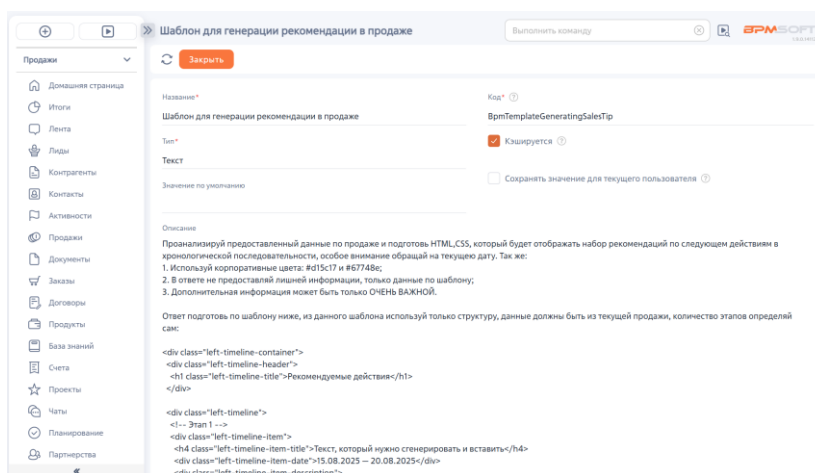 Шаблон для генерации рекомендации в продаже
Выполнить команду
BPMSOFT
Продажи
Закрыть
Домашняя страница
Итоги
Лента
Лиды
Контрагенты
Контакты
Активности
Продажи
Документы
Заказы
Договоры
Продукты
База знаний
Счета
Проекты
Чаты
Планирование
Партнерства
Название*
Шаблон для генерации рекомендации в продаже
Код*
BpmTemplateGeneratingSalesTip
Тип*
Текст
Кэшируется
Значение по умолчанию
Сохранять значение для текущего пользователя
Описание
Проанализируй предоставленный данные по продаже и подготовь HTML,CSS, который будет отображать набор рекомендаций по следующем действиям в
хронологической последовательности, особое внимание обращай на текущею дату. Так же:
1. Используй корпоративные цвета: #d15c17 и #67748e;
2. В ответе не предоставляй лишней информации, только данные по шаблону;
3. Дополнительная информация может быть только ОЧЕНЬ ВАЖНОЙ.
Ответ подготовь по шаблону ниже, из данного шаблона используй только структуру, данные должны быть из текущей продажи, количество этапов определяй
сам:
<div class="left-timeline-container">
<div class="left-timeline-header">
<h1 class="left-timeline-title">Рекомендуемые действия</h1>
</div>
<div class="left-timeline">
<!-- Этап 1 -->
<div class="left-timeline-item">
<h4 class="left-timeline-item-title">Текст, который нужно сгенерировать и вставить</h4>
<div class="left-timeline-date">15.08.2025 — 20.08.2025</div>
<div class="left-timeline-item-description">